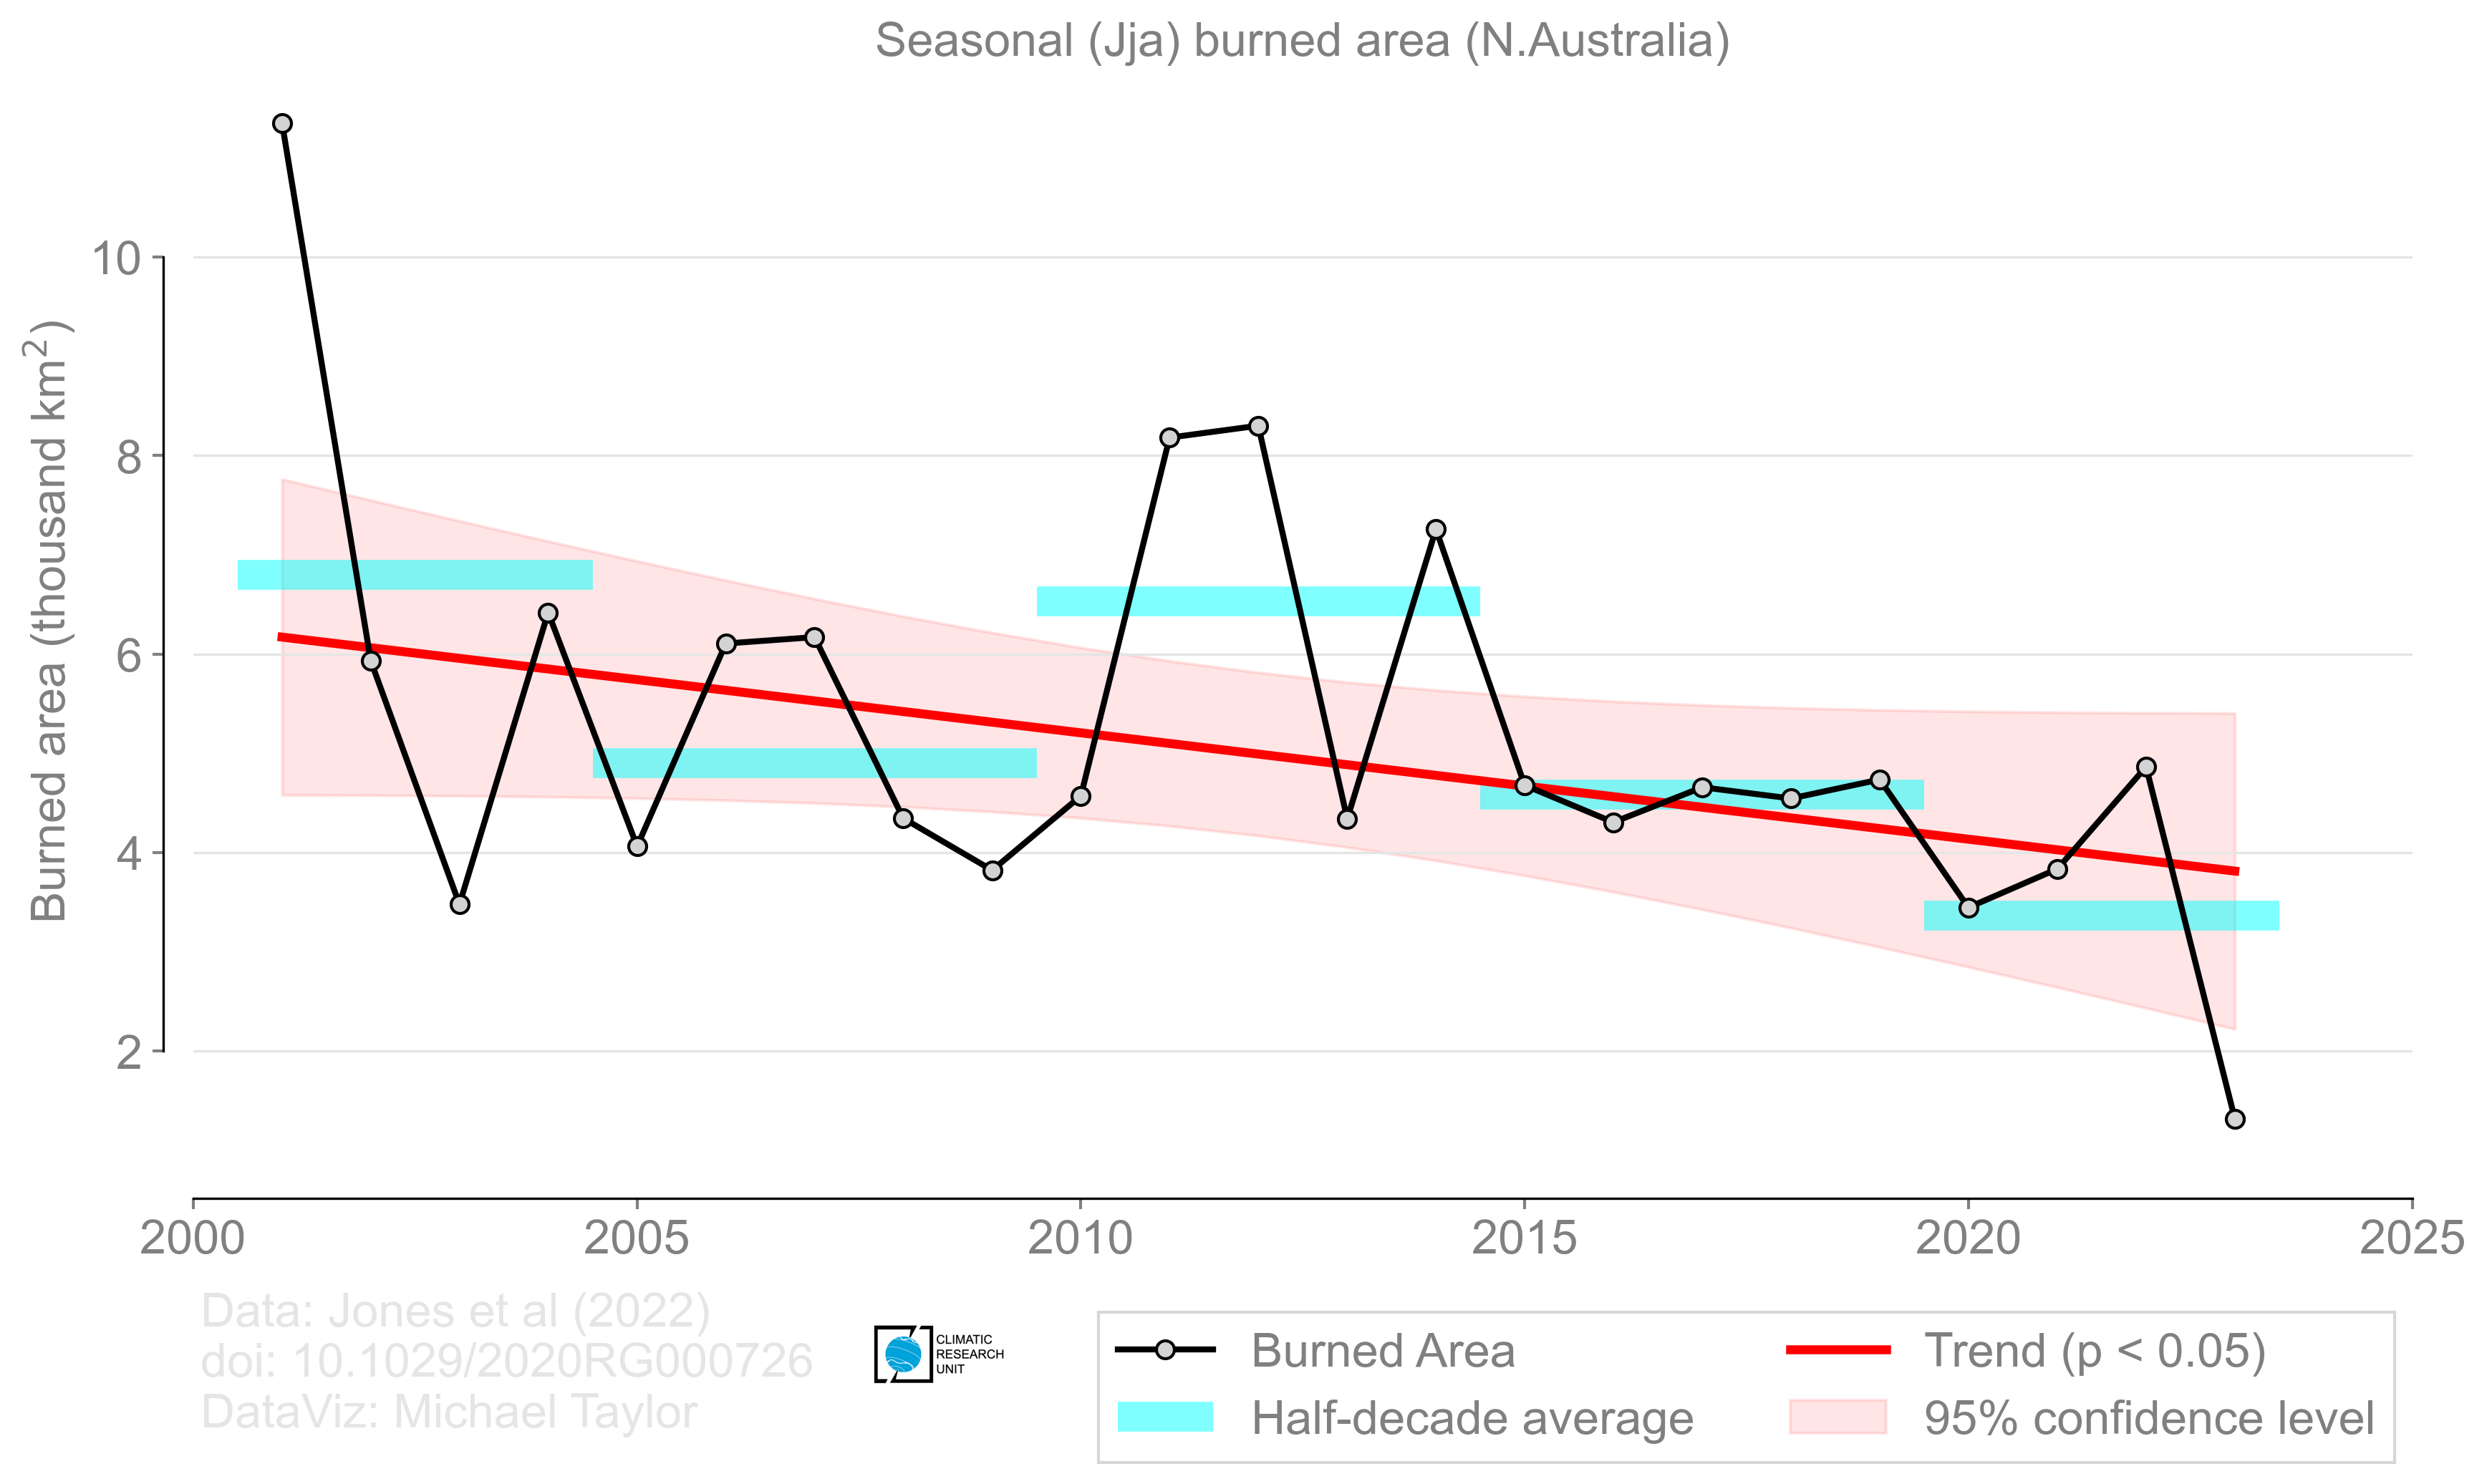 Seasonal (Jja) burned area (N.Australia)
Burned area (thousand km²)
10
8
6
4
2
2000
2005
2010
2015
2020
2025
Data: Jones et al (2022)
doi: 10.1029/2020RG000726
DataViz: Michael Taylor
CLIMATIC
RESEARCH
UNIT
Burned Area
Half-decade average
Trend (p < 0.05)
95% confidence level